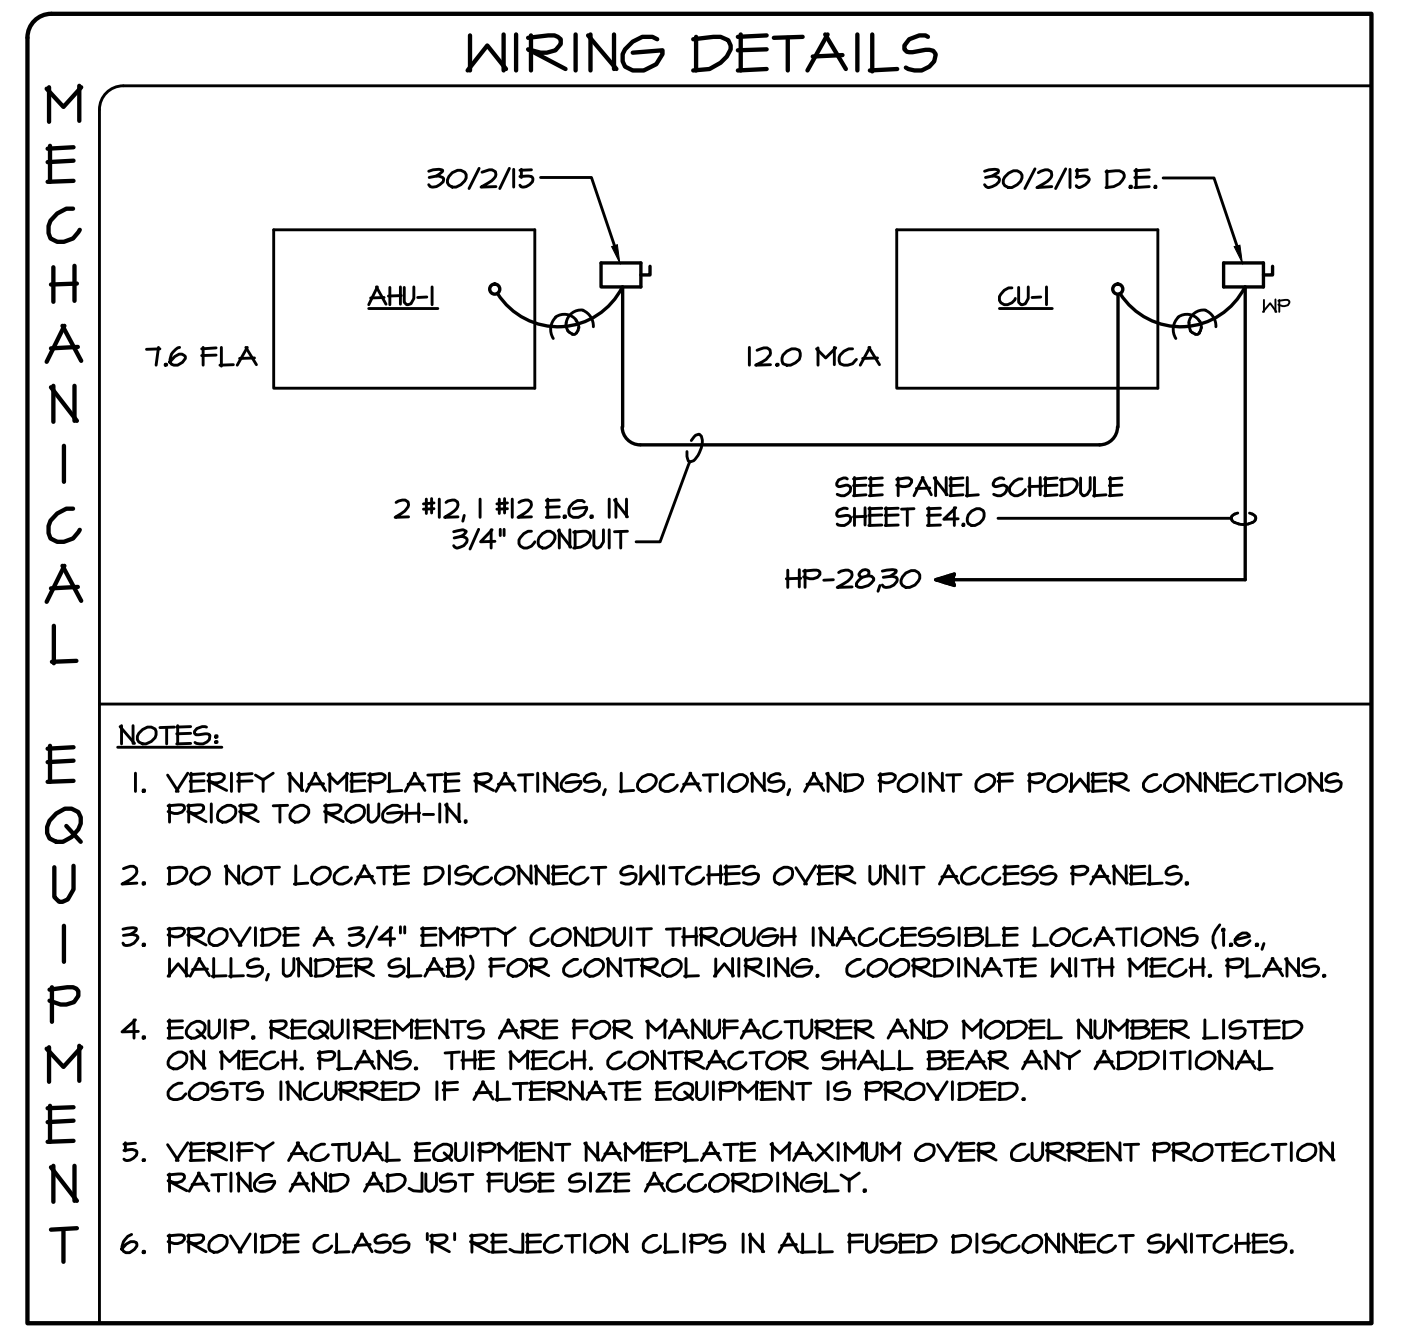 WIRING DETAILS
MECHANICAL EQUIPMENT
30/2/15
30/2/15 D.E.
AHU-1
CU-1
WP
7.6 FLA
12.0 MCA
2 #12, 1 #12 E.G. IN
3/4" CONDUIT
SEE PANEL SCHEDULE
SHEET E4.0
HP-28,30
NOTES:
1. VERIFY NAMEPLATE RATINGS, LOCATIONS, AND POINT OF POWER CONNECTIONS
PRIOR TO ROUGH-IN.
2. DO NOT LOCATE DISCONNECT SWITCHES OVER UNIT ACCESS PANELS.
3. PROVIDE A 3/4" EMPTY CONDUIT THROUGH INACCESSIBLE LOCATIONS (i.e.,
WALLS, UNDER SLAB) FOR CONTROL WIRING. COORDINATE WITH MECH. PLANS.
4. EQUIP. REQUIREMENTS ARE FOR MANUFACTURER AND MODEL NUMBER LISTED
ON MECH. PLANS. THE MECH. CONTRACTOR SHALL BEAR ANY ADDITIONAL
COSTS INCURRED IF ALTERNATE EQUIPMENT IS PROVIDED.
5. VERIFY ACTUAL EQUIPMENT NAMEPLATE MAXIMUM OVER CURRENT PROTECTION
RATING AND ADJUST FUSE SIZE ACCORDINGLY.
6. PROVIDE CLASS 'R' REJECTION CLIPS IN ALL FUSED DISCONNECT SWITCHES.